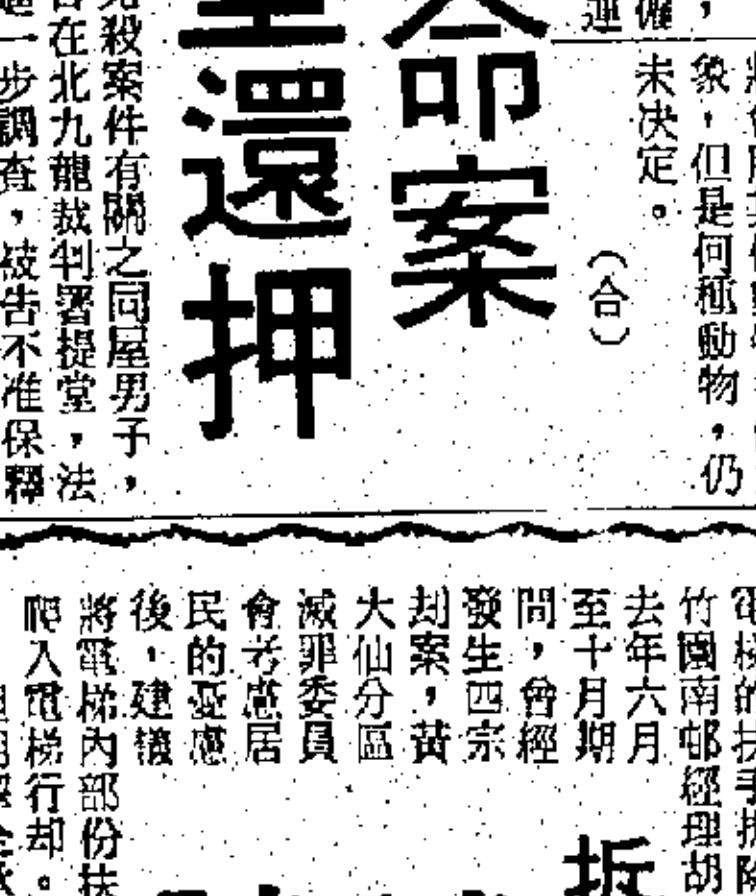 象，但是何種動物，仍
未決定。
（合）
命案
還押
兇殺案件有關之同屋男子，
在北九龍裁判署提堂，法
一步調查，被告不准保釋
竹園南邨經理胡
去年六月
至十月期
間，曾經
發生四宗
刦案，黃
大仙分區
滅罪委員
會考慮居
民的憂慮
後，建議
將電梯內部份扶
爬入電梯行却。
拆